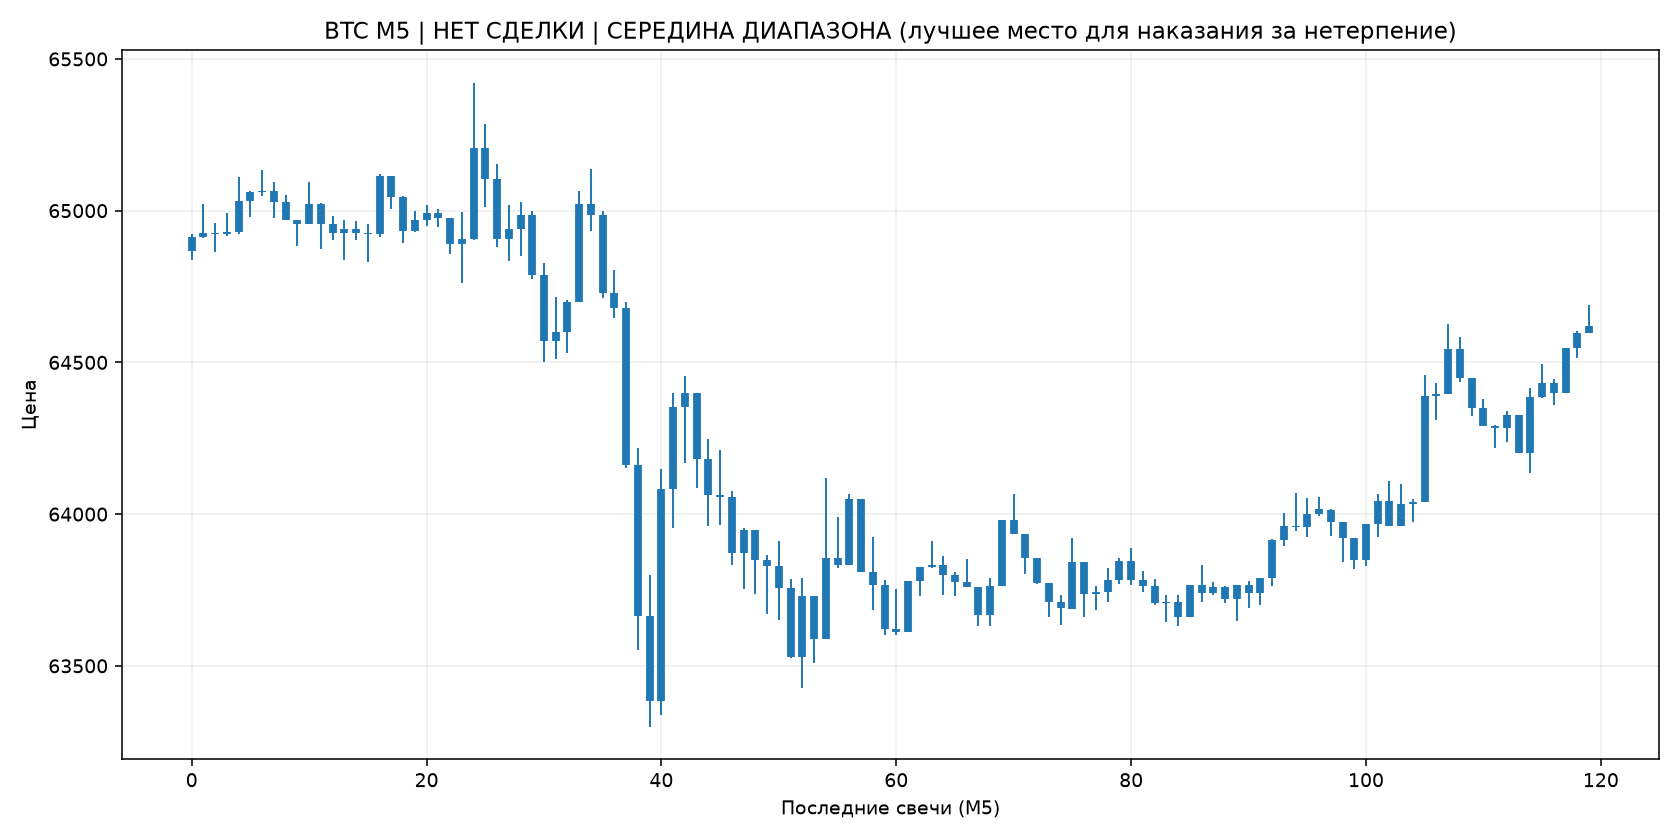 BTC M5 | НЕТ СДЕЛКИ | СЕРЕДИНА ДИАПАЗОНА (лучшее место для наказания за нетерпение)
65500
65000
64500
64000
63500
Цена
0 20 40 60 80 100 120
Последние свечи (M5)